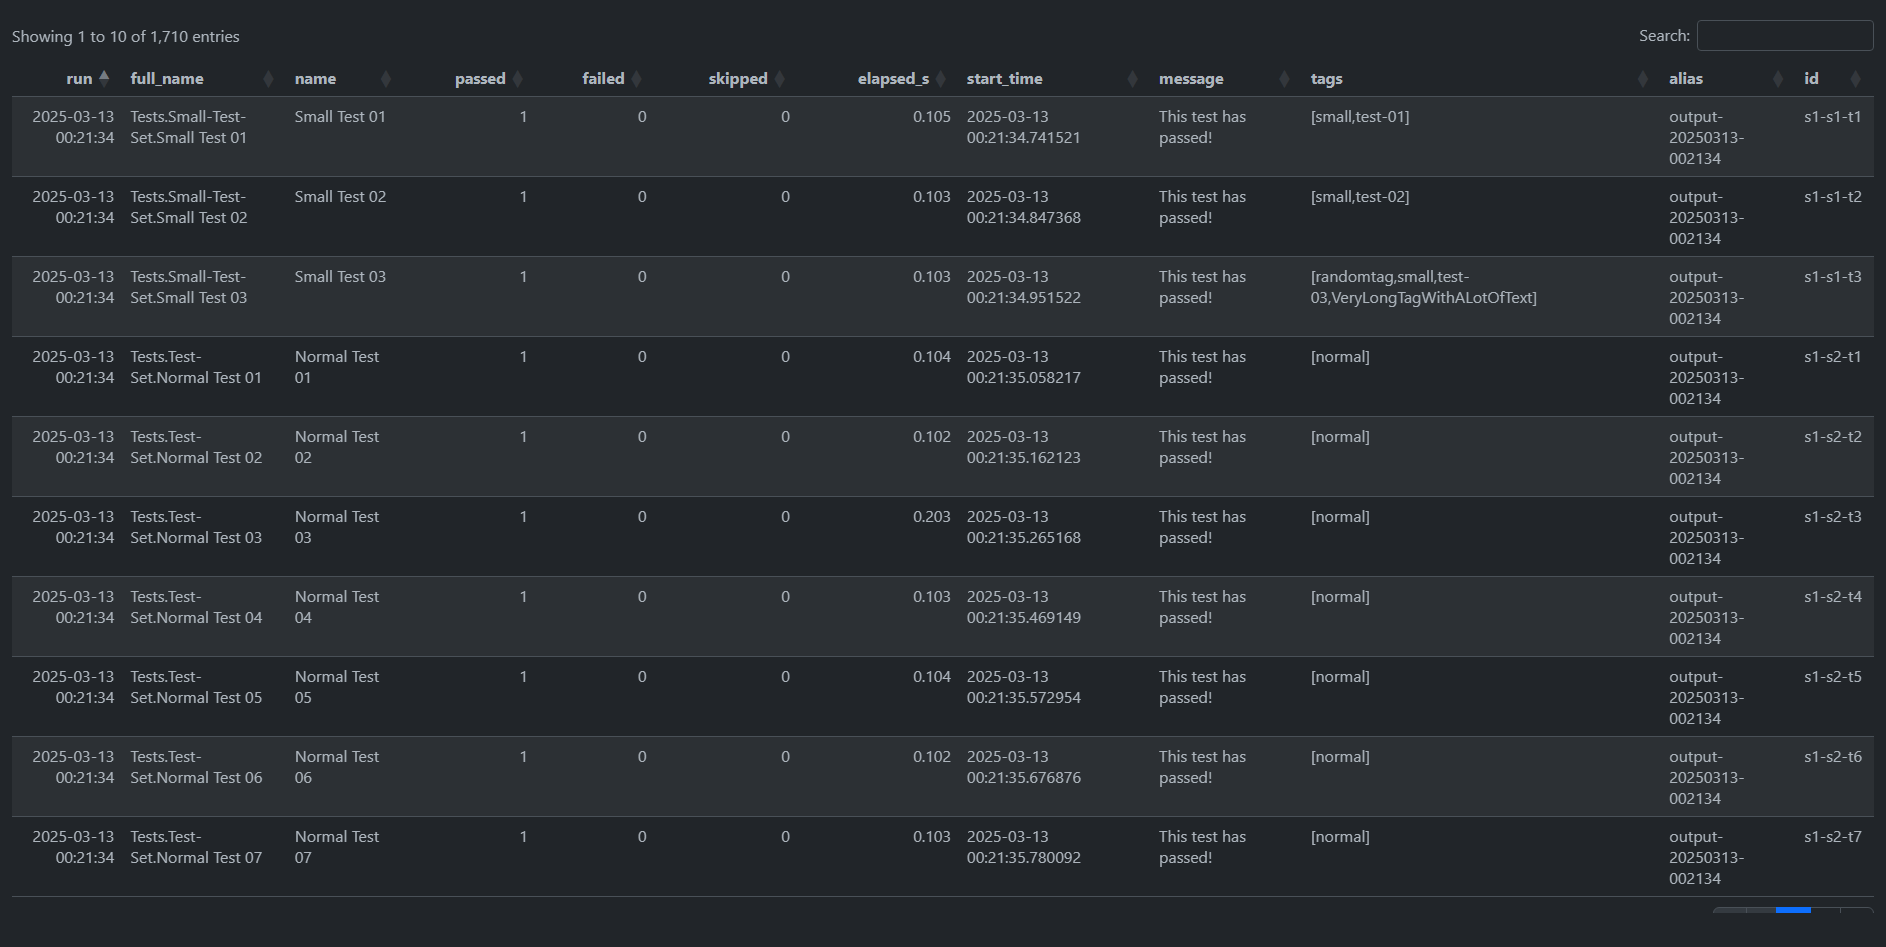 Showing 1 to 10 of 1,710 entries
Search:
run full_name name passed failed skipped elapsed_s start_time message tags alias id
2025-03-13 Tests.Small-Test- Small Test 01 1 0 0 0.105 2025-03-13 This test has [small,test-01] output- s1-s1-t1
00:21:34 Set.Small Test 01 00:21:34.741521 passed! 20250313-
002134
2025-03-13 Tests.Small-Test- Small Test 02 1 0 0 0.103 2025-03-13 This test has [small,test-02] output- s1-s1-t2
00:21:34 Set.Small Test 02 00:21:34.847368 passed! 20250313-
002134
2025-03-13 Tests.Small-Test- Small Test 03 1 0 0 0.103 2025-03-13 This test has [randomtag,small,test- output- s1-s1-t3
00:21:34 Set.Small Test 03 00:21:34.951522 passed! 03,VeryLongTagWithALotOfText] 20250313-
002134
2025-03-13 Tests.Test- Normal Test 1 0 0 0.104 2025-03-13 This test has [normal] output- s1-s2-t1
00:21:34 Set.Normal Test 01 01 00:21:35.058217 passed! 20250313-
002134
2025-03-13 Tests.Test- Normal Test 1 0 0 0.102 2025-03-13 This test has [normal] output- s1-s2-t2
00:21:34 Set.Normal Test 02 02 00:21:35.162123 passed! 20250313-
002134
2025-03-13 Tests.Test- Normal Test 1 0 0 0.203 2025-03-13 This test has [normal] output- s1-s2-t3
00:21:34 Set.Normal Test 03 03 00:21:35.265168 passed! 20250313-
002134
2025-03-13 Tests.Test- Normal Test 1 0 0 0.103 2025-03-13 This test has [normal] output- s1-s2-t4
00:21:34 Set.Normal Test 04 04 00:21:35.469149 passed! 20250313-
002134
2025-03-13 Tests.Test- Normal Test 1 0 0 0.104 2025-03-13 This test has [normal] output- s1-s2-t5
00:21:34 Set.Normal Test 05 05 00:21:35.572954 passed! 20250313-
002134
2025-03-13 Tests.Test- Normal Test 1 0 0 0.102 2025-03-13 This test has [normal] output- s1-s2-t6
00:21:34 Set.Normal Test 06 06 00:21:35.676876 passed! 20250313-
002134
2025-03-13 Tests.Test- Normal Test 1 0 0 0.103 2025-03-13 This test has [normal] output- s1-s2-t7
00:21:34 Set.Normal Test 07 07 00:21:35.780092 passed! 20250313-
002134